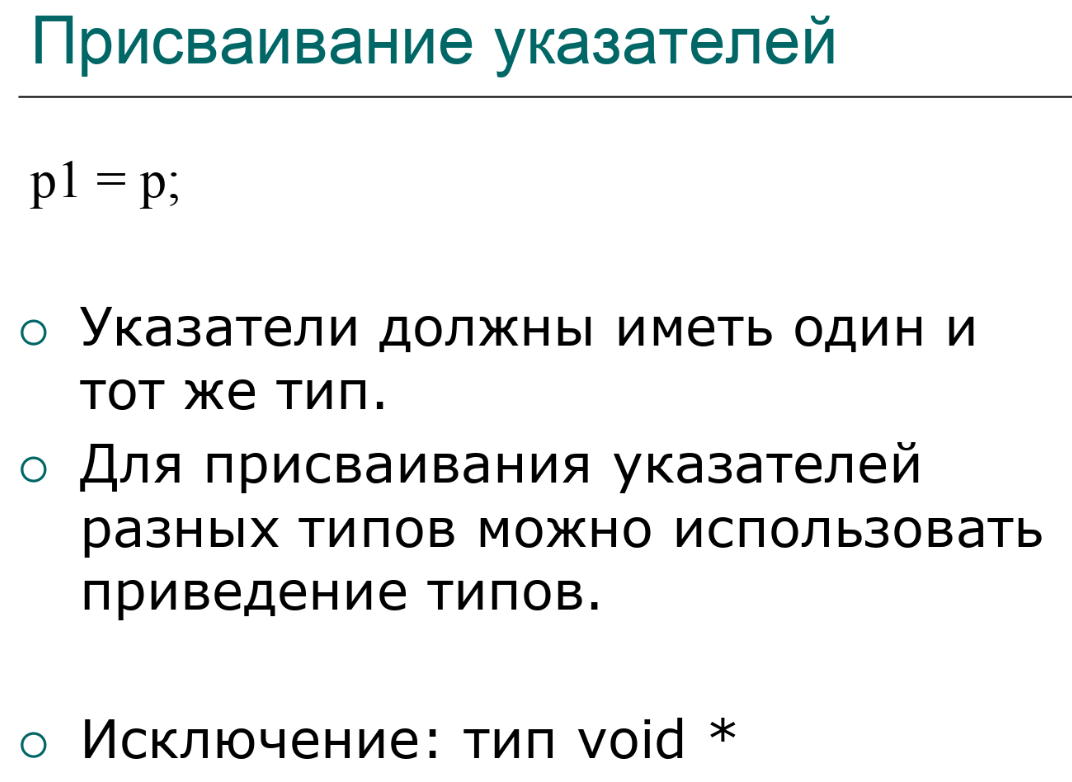 Присваивание указателей
p1 = p;
Указатели должны иметь один и
тот же тип.
Для присваивания указателей
разных типов можно использовать
приведение типов.
Исключение: тип void *